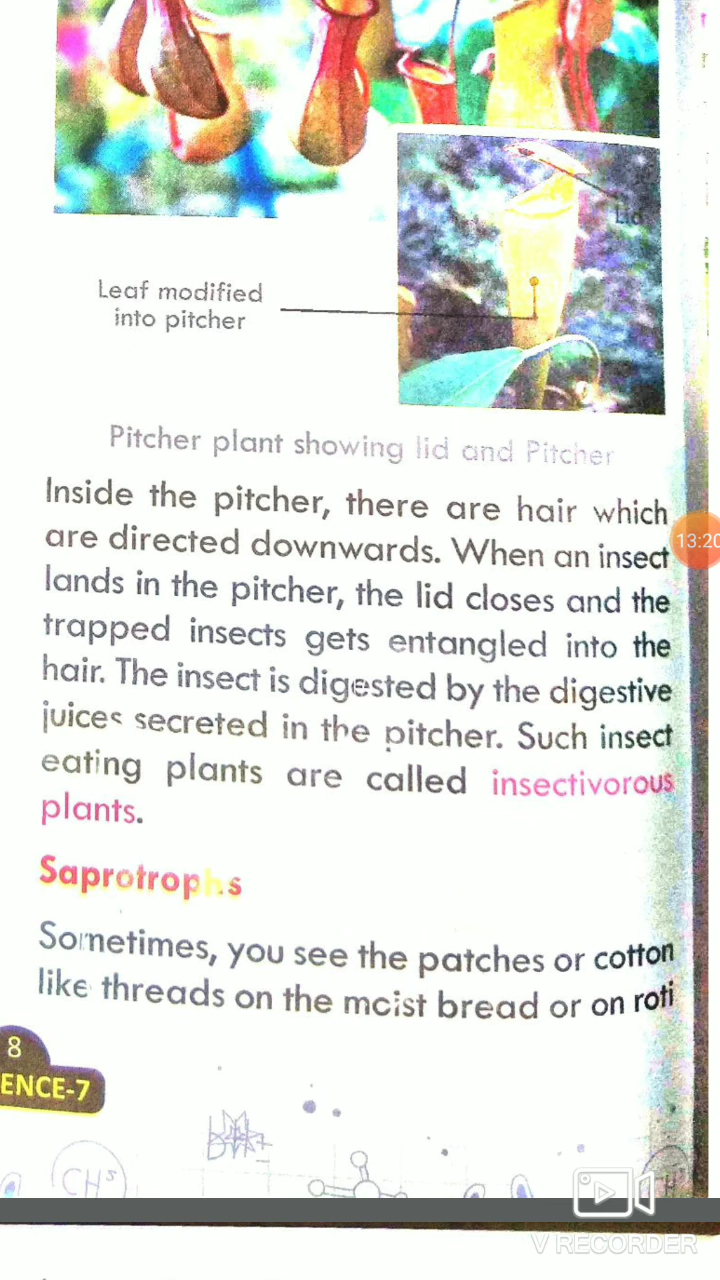 Lid
Leaf modified
into pitcher
Pitcher plant showing lid and Pitcher
Inside the pitcher, there are hair which
are directed downwards. When an insect
13:20
lands in the pitcher, the lid closes and the
trapped insects gets entangled into the
hair. The insect is digested by the digestive
juices secreted in the pitcher. Such insect
eating plants are called insectivorous
plants.
Saprotrophs
Sometimes, you see the patches or cotton
like threads on the moist bread or on roti
8
ENCE-7
CH⁵
V RECORDER